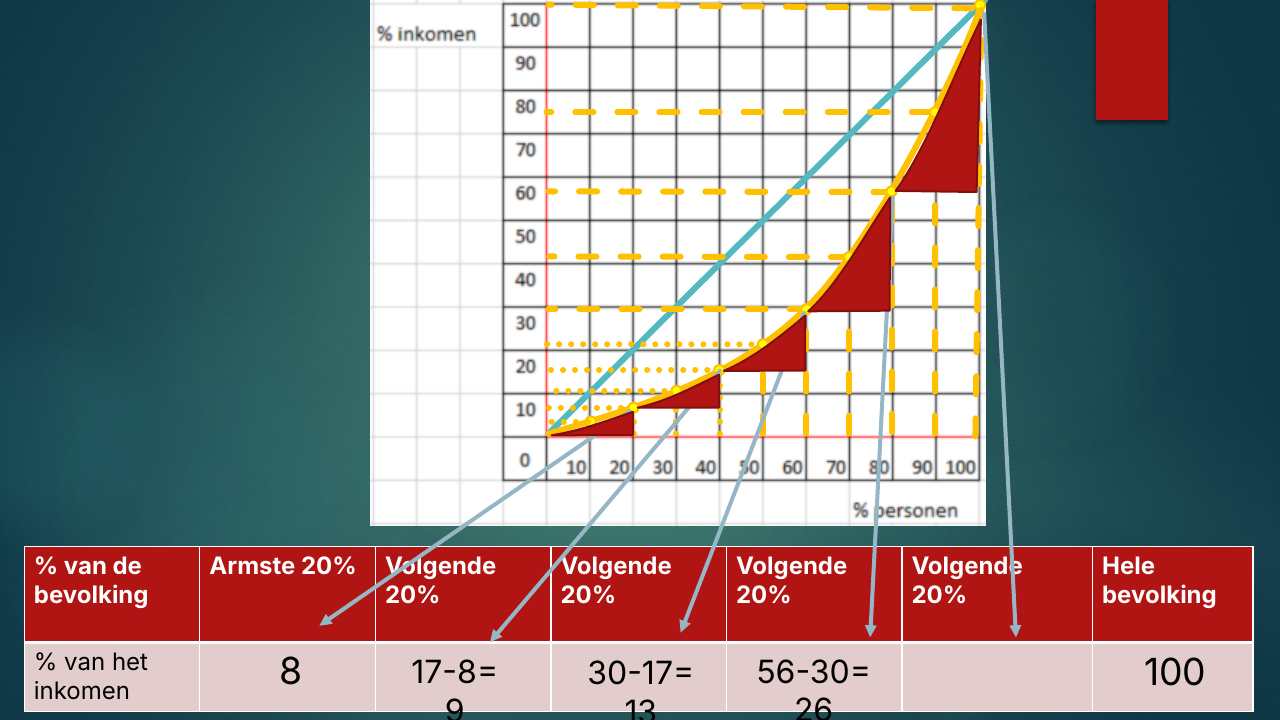 % inkomen
100
90
80
70
60
50
40
30
20
10
0
10 20 30 40 50 60 70 80 90 100
% personen
% van de bevolking
Armste 20%
Volgende 20%
Volgende 20%
Volgende 20%
Volgende 20%
Hele bevolking
% van het inkomen
8
17-8=
9
30-17=
13
56-30=
26
100